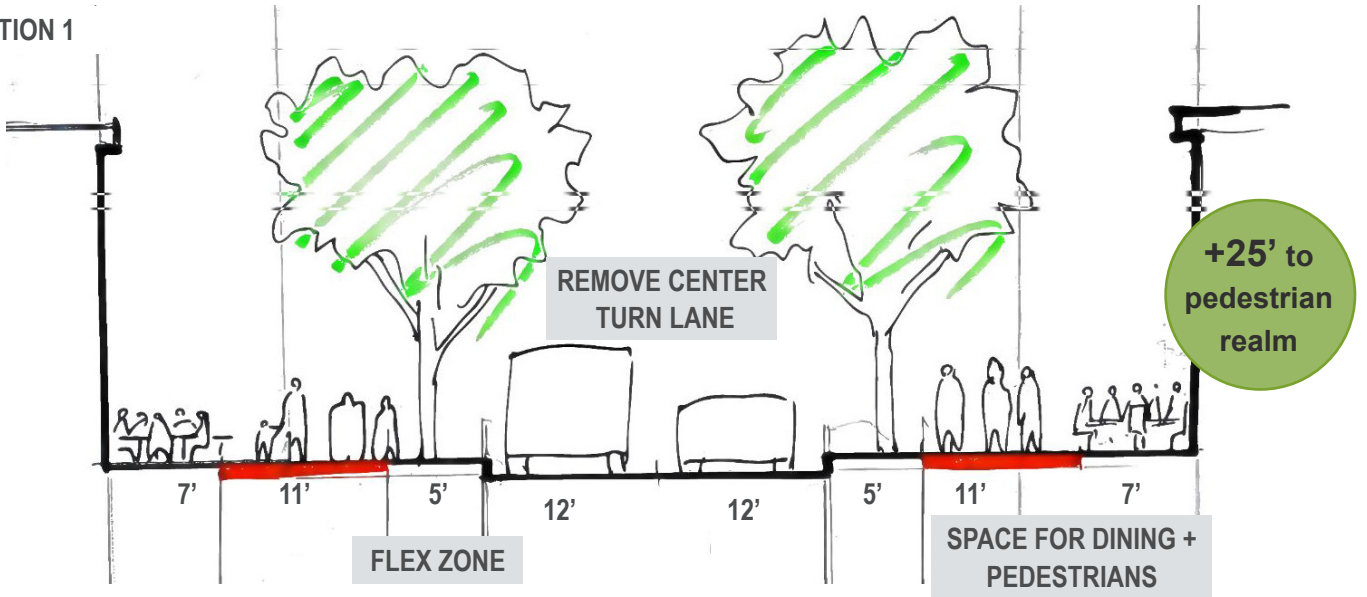 TION 1
REMOVE CENTER
TURN LANE
+25’ to
pedestrian
realm
7’ 11’ 5’ 12’ 12’ 5’ 11’ 7’
FLEX ZONE
SPACE FOR DINING +
PEDESTRIANS